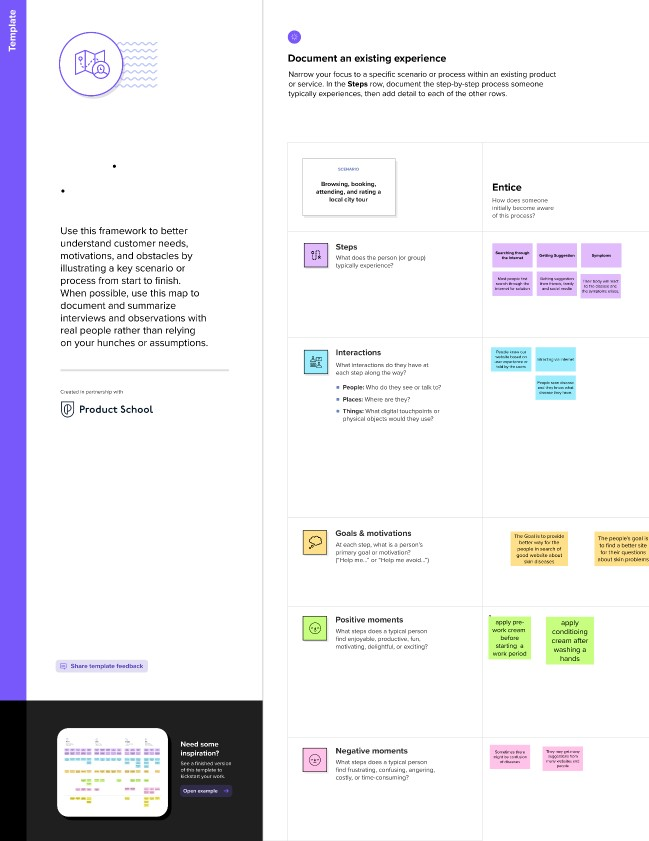 Template
Use this framework to better
understand customer needs,
motivations, and obstacles by
illustrating a key scenario or
process from start to finish.
When possible, use this map to
document and summarize
interviews and observations with
real people rather than relying
on your hunches or assumptions.
Created in partnership with
Product School
Share template feedback
Need some
inspiration?
See a finished version
of this template to
kickstart your work.
Open example
Document an existing experience
Narrow your focus to a specific scenario or process within an existing product
or service. In the Steps row, document the step-by-step process someone
typically experiences, then add detail to each of the other rows.
SCENARIO
Browsing, booking,
attending, and rating a
local city tour
Entice
How does someone
initially become aware
of this process?
Steps
What does the person (or group)
typically experience?
Searching through
the Internet
Getting Suggestion
Symptoms
Most people first
search through the
internet for solution
Getting suggestion
from friends, family
and social media
Their body will react
to the disease and
the symptoms arises
Interactions
What interactions do they have at
each step along the way?
People: Who do they see or talk to?
Places: Where are they?
Things: What digital touchpoints or
physical objects would they use?
People know our
website based on
user experience or
told by the users
Interacting via Internet
Goals & motivations
At each step, what is a person's
primary goal or motivation?
("Help me..." or "Help me avoid...")
The Goal is to provide
better way for the
people in search of
good website about
skin diseases
The people's goal is
to find a better site
for their questions
about skin problems
Positive moments
What steps does a typical person
find enjoyable, productive, fun,
motivating, delightful, or exciting?
apply pre-
work cream
before
starting a
work period
apply
conditioing
cream after
washing a
hands
Negative moments
What steps does a typical person
find frustrating, confusing, angering,
costly, or time-consuming?
Sometimes there
might be confusion
of diseases
They may get many
suggestions from
many websites and
people